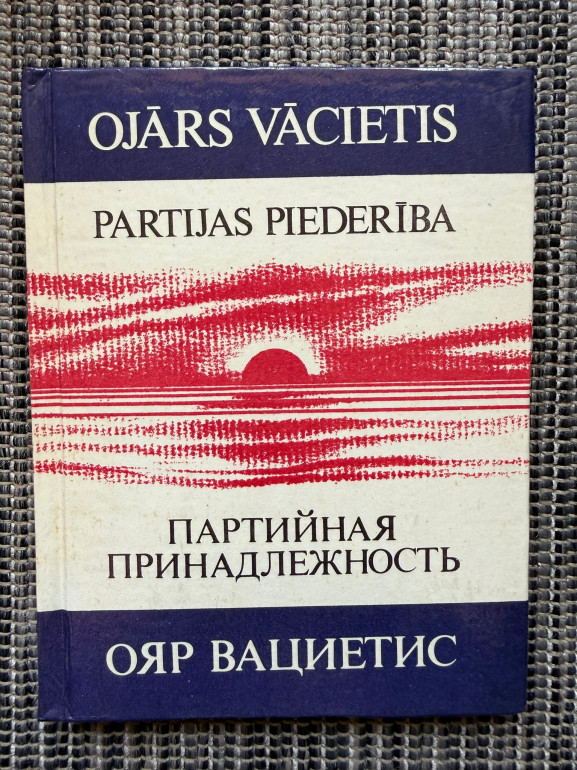 OJĀRS VĀCIETIS
PARTIJAS PIEDERĪBA
ПАРТИЙНАЯ
ПРИНАДЛЕЖНОСТЬ
ОЯР ВАЦИЕТИС